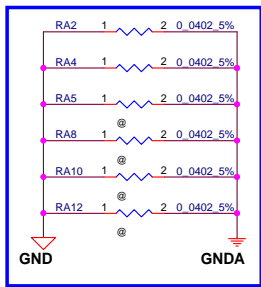 RA2 1 2 0_0402_5%
RA4 1 2 0_0402_5%
RA5 1 2 0_0402_5%
@
RA8 1 2 0_0402_5%
@
RA10 1 2 0_0402_5%
@
RA12 1 2 0_0402_5%
@
GND GNDA